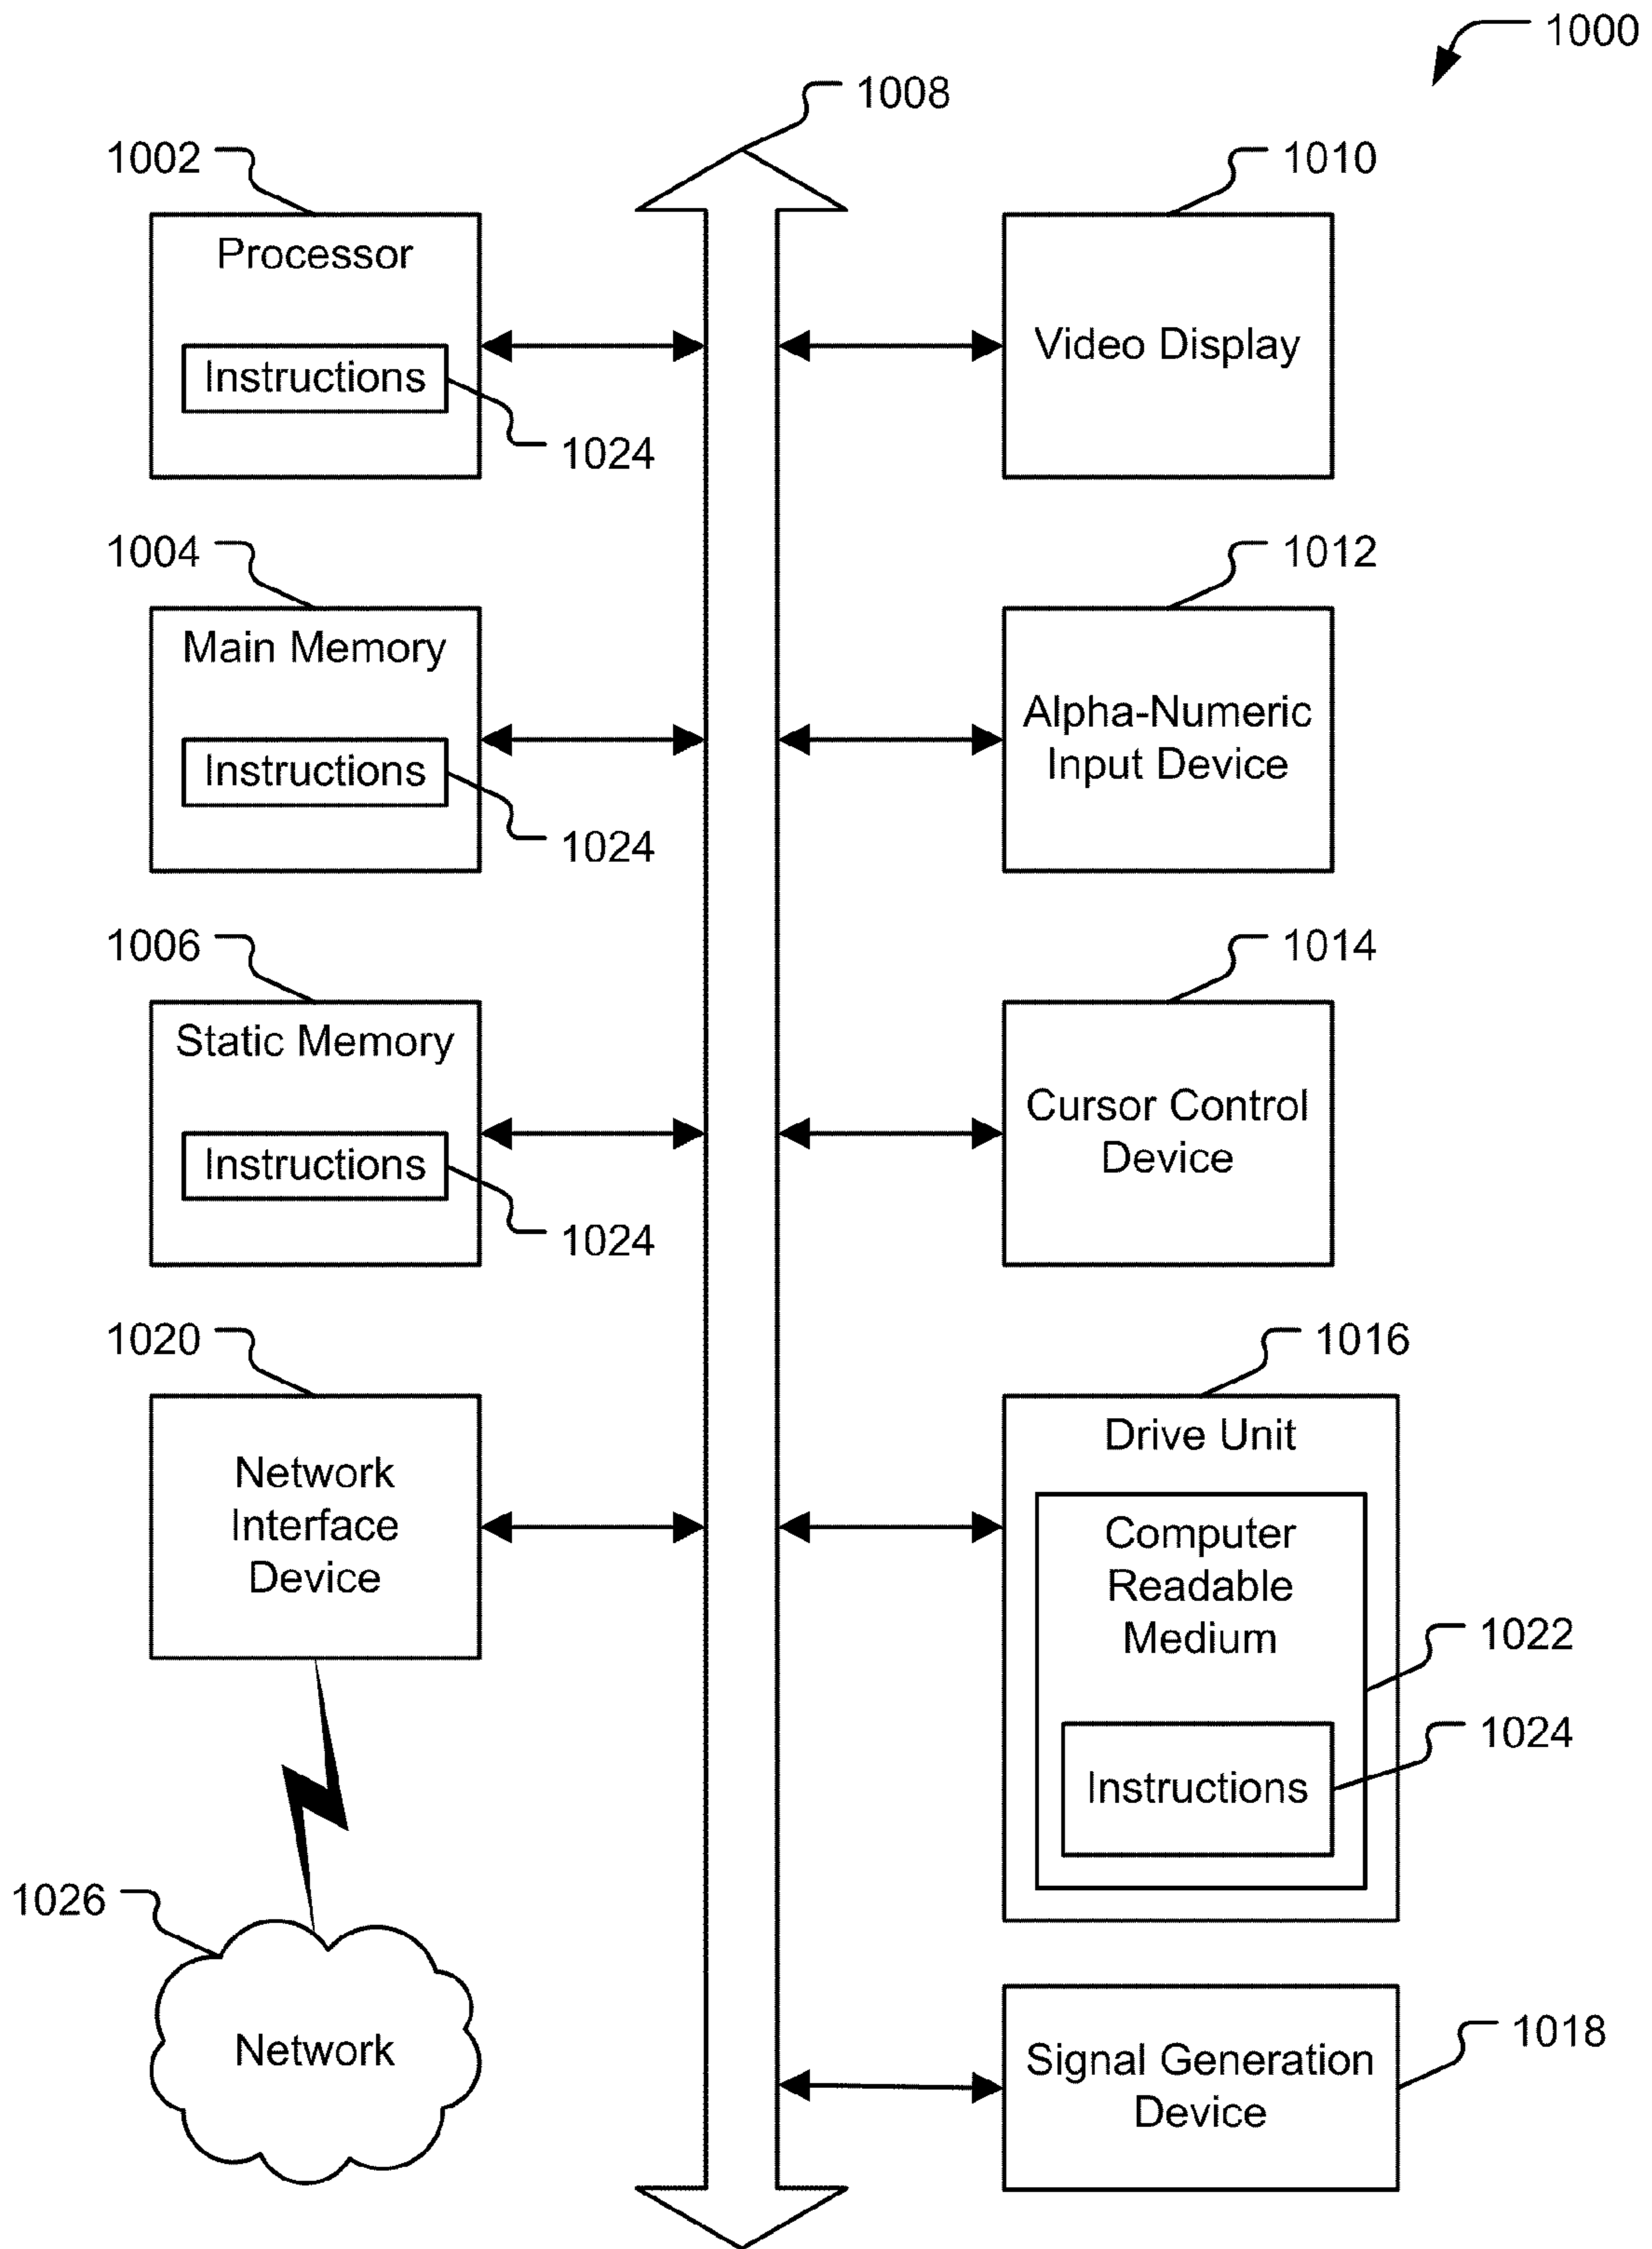 1000
1008
1002
Processor
Instructions
1024
1010
Video Display
1004
Main Memory
Instructions
1024
1012
Alpha-Numeric
Input Device
1006
Static Memory
Instructions
1024
1014
Cursor Control
Device
1020
Network
Interface
Device
1016
Drive Unit
Computer
Readable
Medium
1022
1024
Instructions
1026
Network
1018
Signal Generation
Device